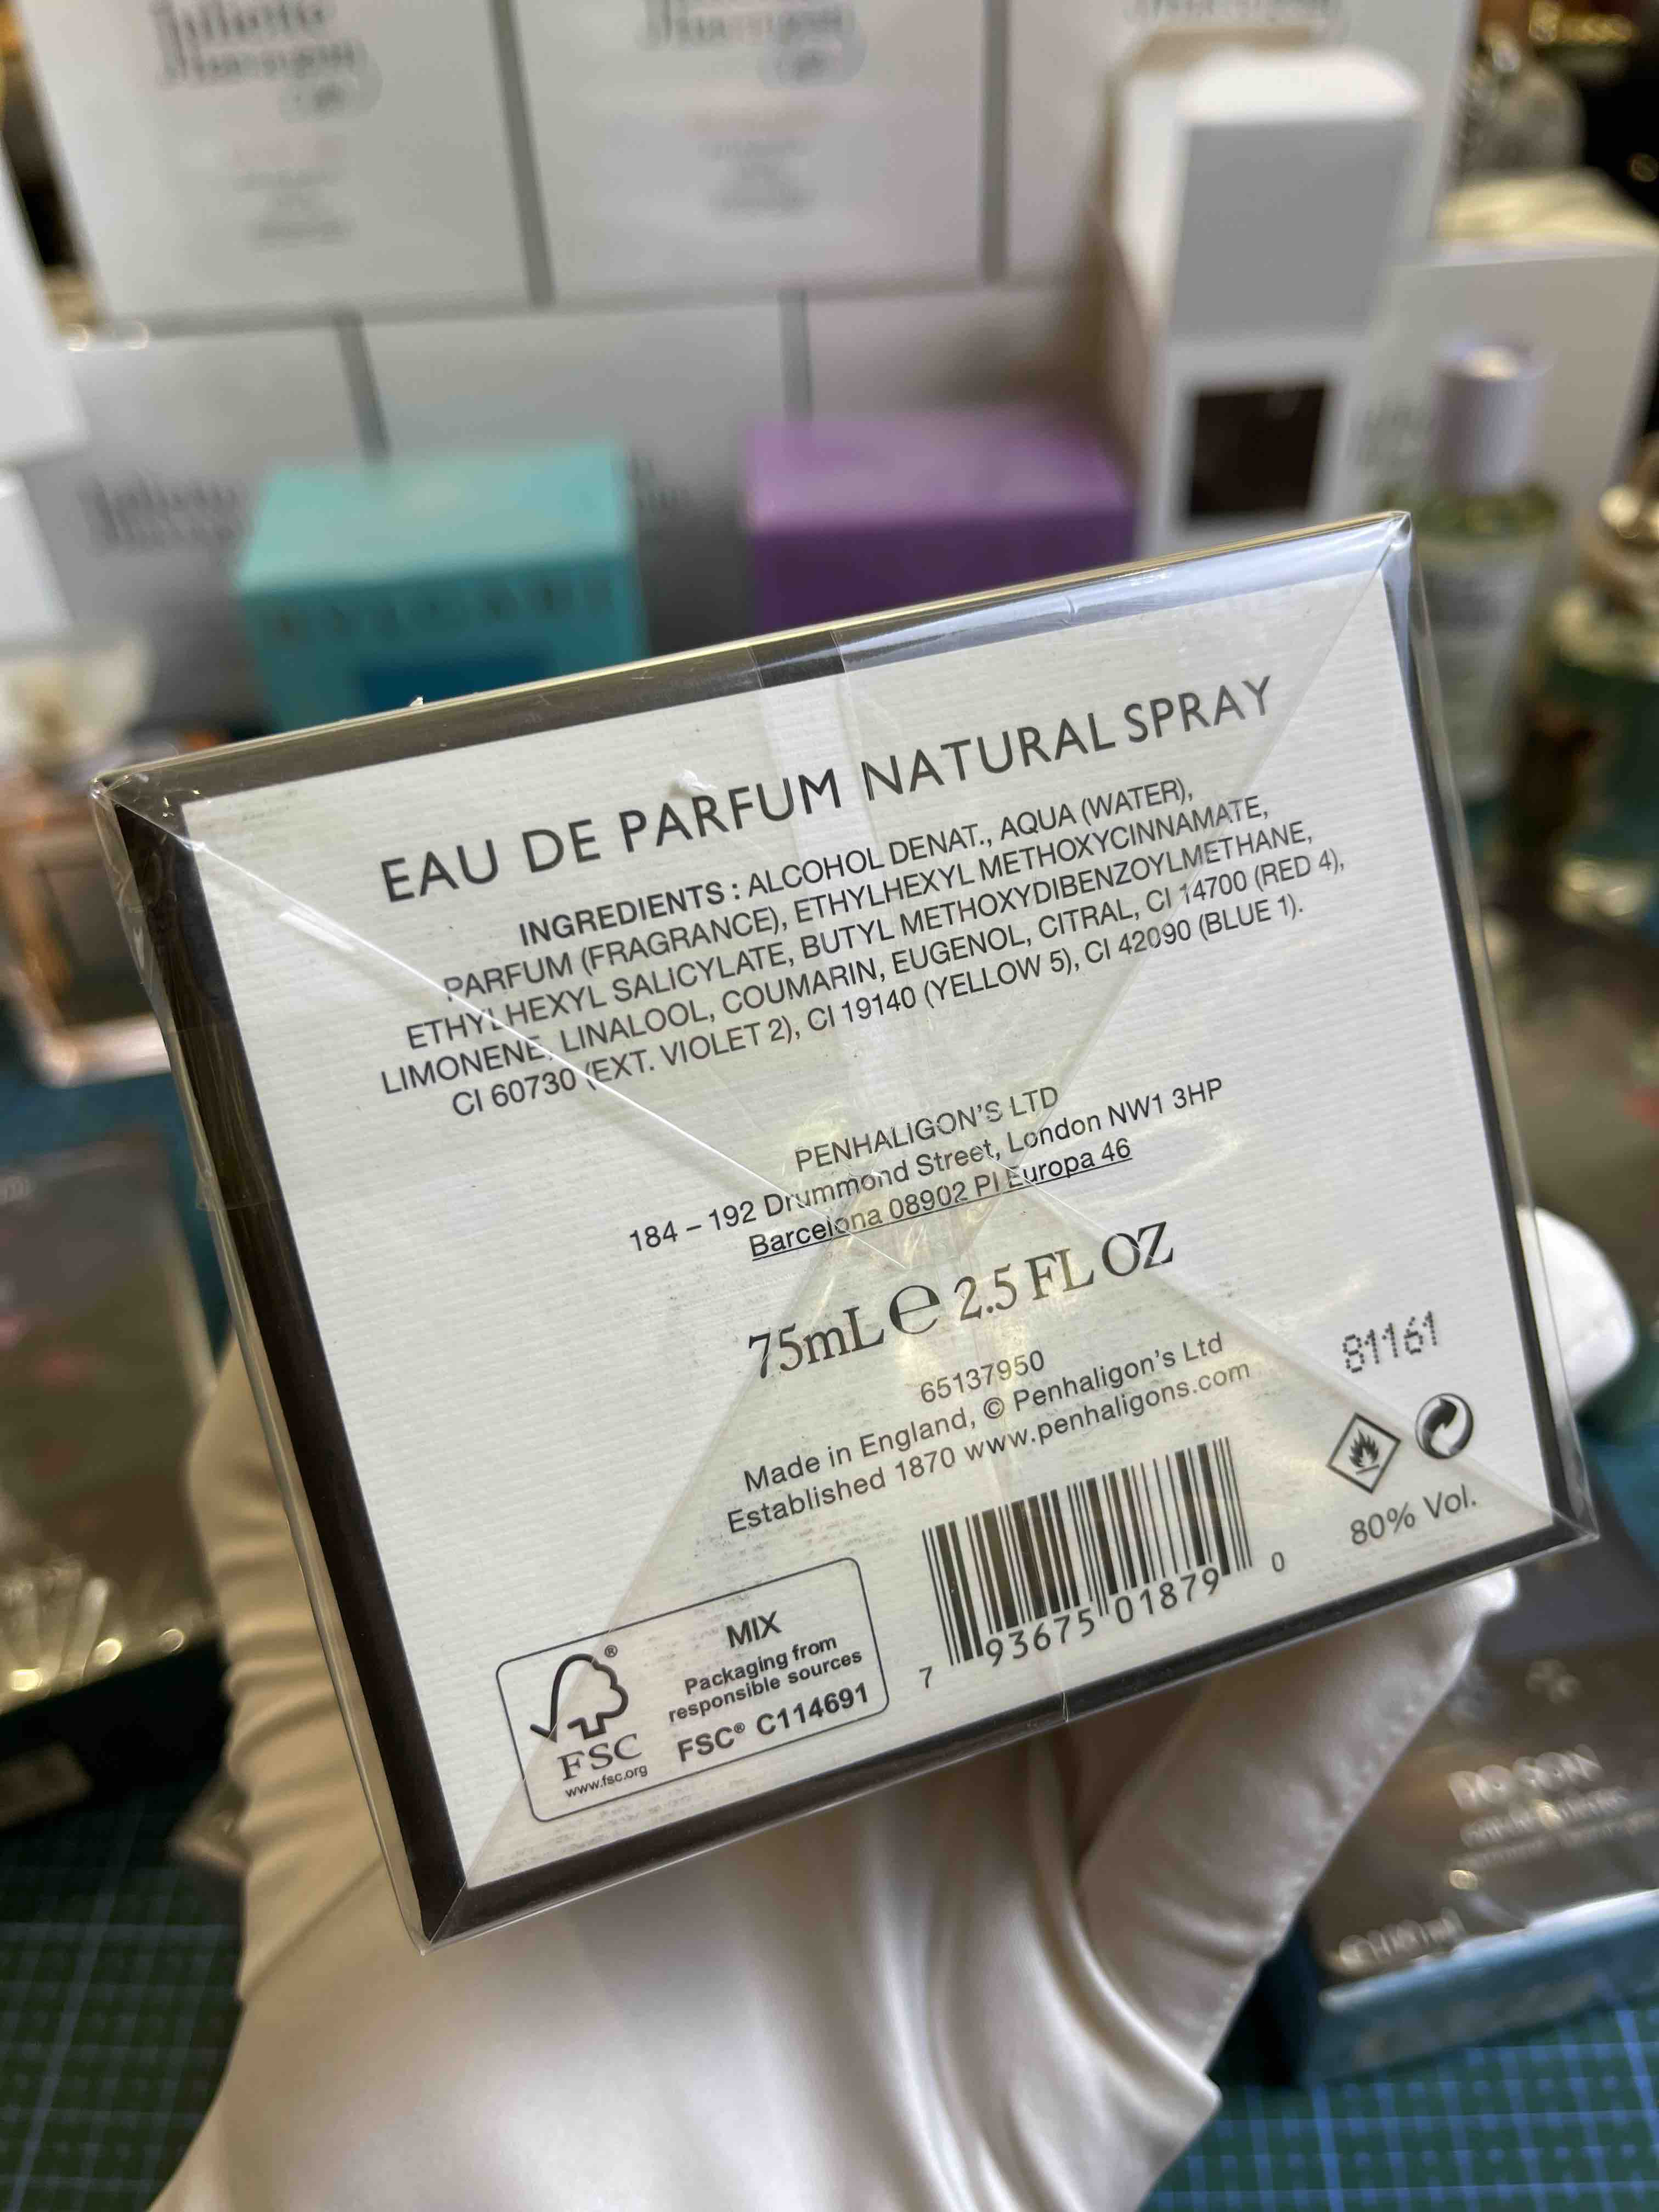 Juliette
BVLGARI
EAU DE PARFUM NATURAL SPRAY
INGREDIENTS : ALCOHOL DENAT., AQUA (WATER),
PARFUM (FRAGRANCE), ETHYLHEXYL METHOXYCINNAMATE,
ETHYLHEXYL SALICYLATE, BUTYL METHOXYDIBENZOYLMETHANE,
LIMONENE, LINALOOL, COUMARIN, EUGENOL, CITRAL, CI 14700 (RED 4),
CI 60730 (EXT. VIOLET 2), CI 19140 (YELLOW 5), CI 42090 (BLUE 1).
PENHALIGON'S LTD
184 – 192 Drummond Street, London NW1 3HP
Barcelona 08902 Pl Europa 46
75mL ℮ 2.5 FL OZ
65137950
Made in England, © Penhaligon's Ltd
Established 1870 www.penhaligons.com
81161
80% Vol.
7 93675 01879 0
MIX
Packaging from
responsible sources
FSC® C114691
FSC
®
www.fsc.org
DO SON